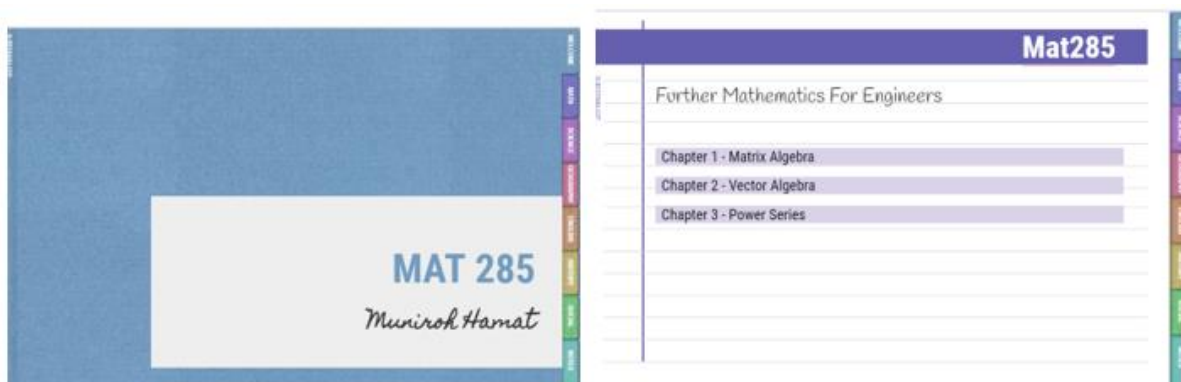 MAT 285
Muniroh Hamat
Mat285
Further Mathematics For Engineers
Chapter 1 - Matrix Algebra
Chapter 2 - Vector Algebra
Chapter 3 - Power Series